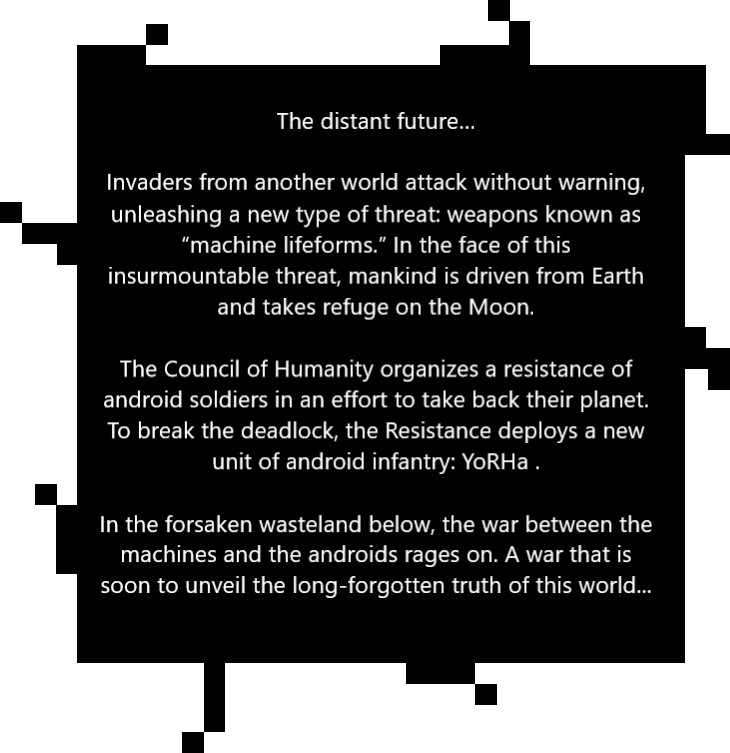 The distant future...
Invaders from another world attack without warning,
unleashing a new type of threat: weapons known as
“machine lifeforms.” In the face of this
insurmountable threat, mankind is driven from Earth
and takes refuge on the Moon.
The Council of Humanity organizes a resistance of
android soldiers in an effort to take back their planet.
To break the deadlock, the Resistance deploys a new
unit of android infantry: YoRHa .
In the forsaken wasteland below, the war between the
machines and the androids rages on. A war that is
soon to unveil the long-forgotten truth of this world...